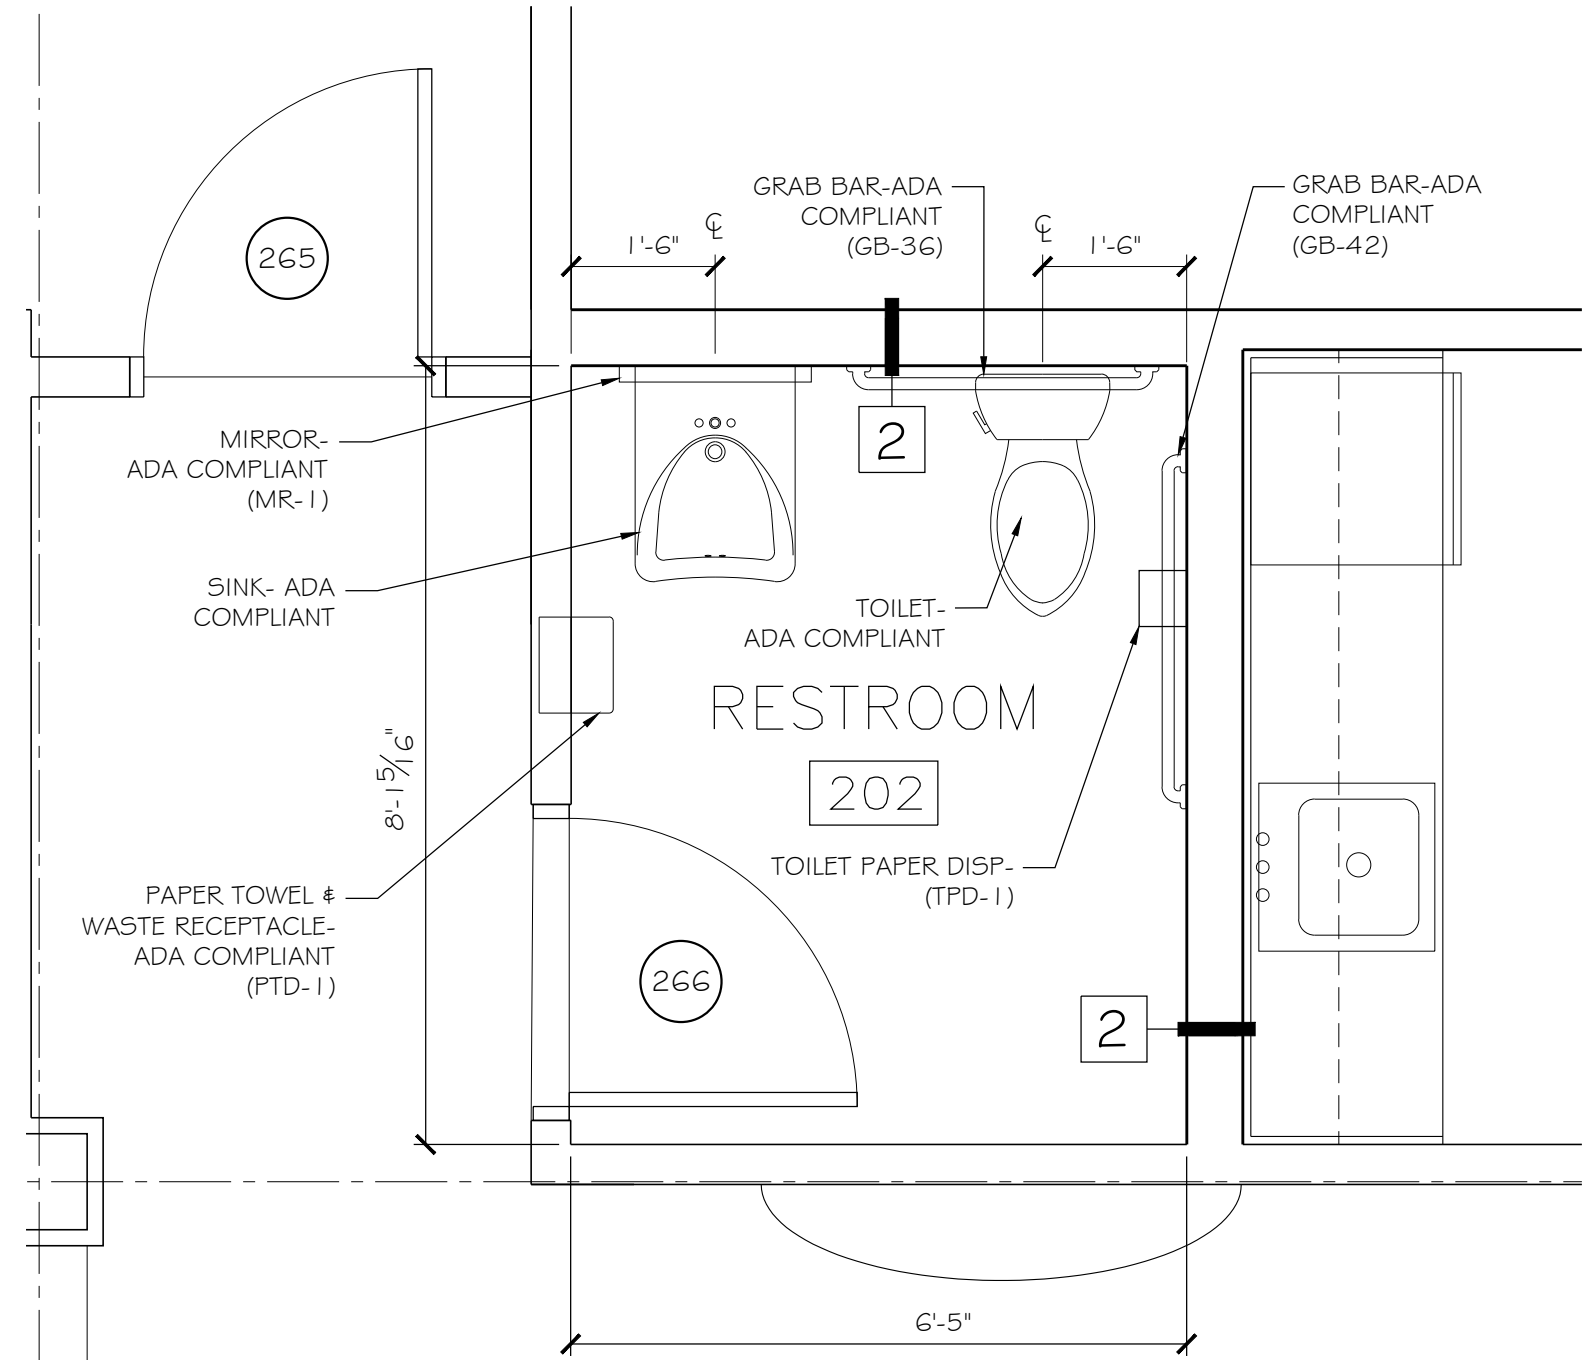 265
GRAB BAR-ADA
COMPLIANT
(GB-36)
GRAB BAR-ADA
COMPLIANT
(GB-42)
1'-6" ℄
℄ 1'-6"
MIRROR-
ADA COMPLIANT
(MR-1)
2
SINK- ADA
COMPLIANT
TOILET-
ADA COMPLIANT
RESTROOM
202
8'-1 5/16"
TOILET PAPER DISP-
(TPD-1)
PAPER TOWEL &
WASTE RECEPTACLE-
ADA COMPLIANT
(PTD-1)
266
2
6'-5"